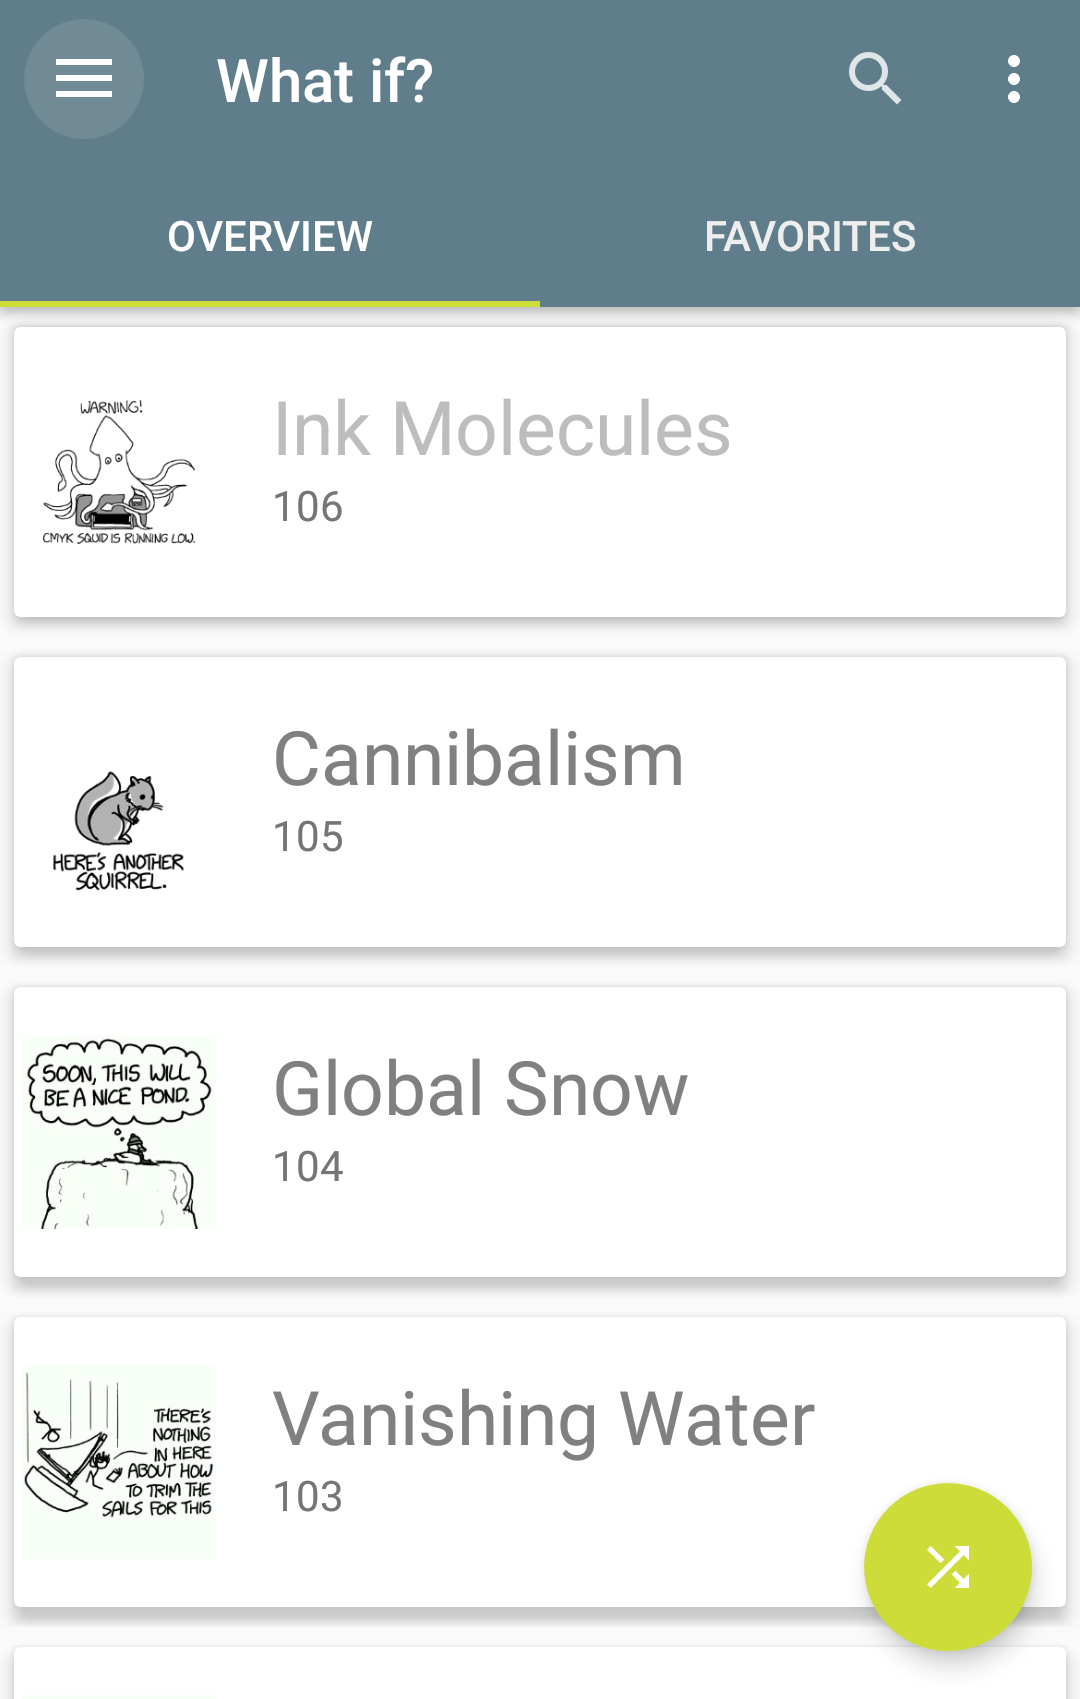 What if?
OVERVIEW
FAVORITES
WARNING!
CMYK SQUID IS RUNNING LOW.
Ink Molecules
106
HERE'S ANOTHER
SQUIRREL.
Cannibalism
105
SOON, THIS WILL
BE A NICE POND.
Global Snow
104
THERE'S
NOTHING
IN HERE
ABOUT HOW
TO TRIM THE
SAILS FOR THIS
Vanishing Water
103